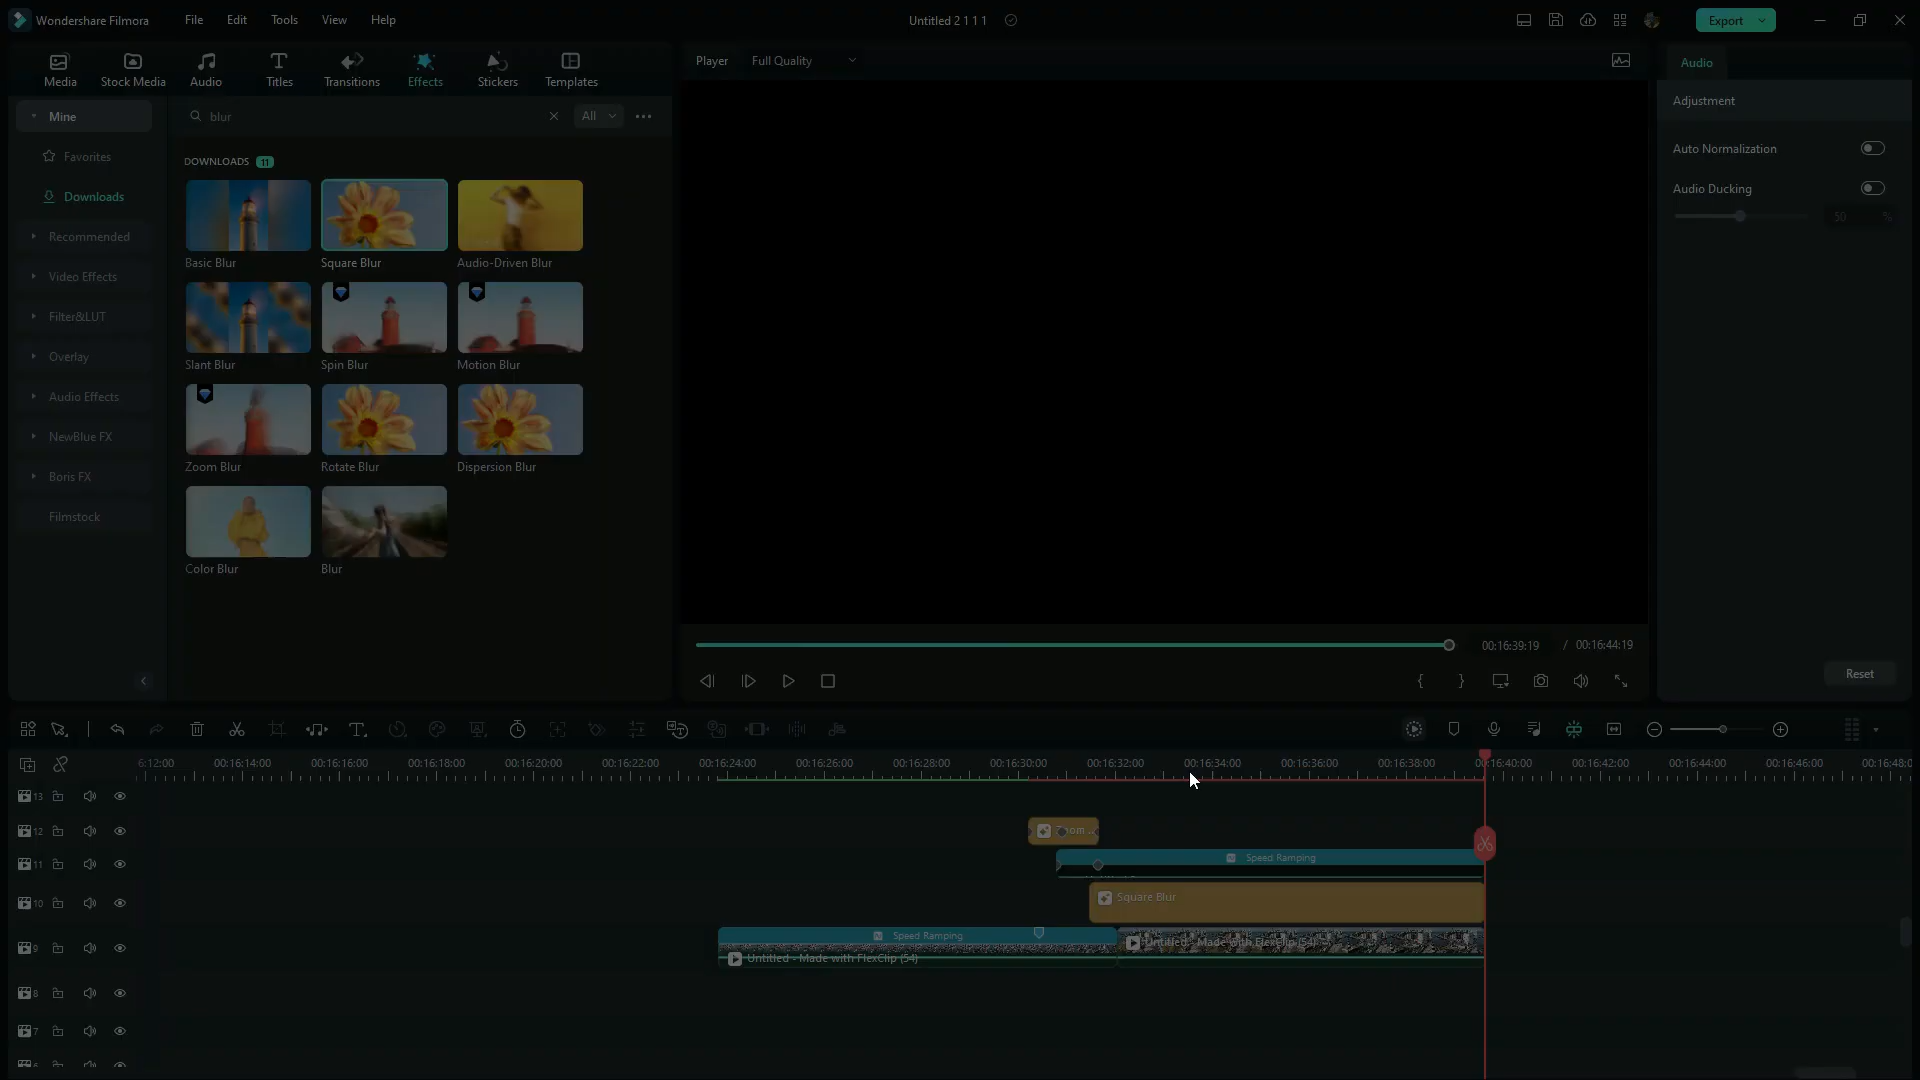 Wondershare Filmora
File
Edit
Tools
View
Help
Untitled 2 1 1 1
Export
Media
Stock Media
Audio
Titles
Transitions
Effects
Stickers
Templates
Player
Full Quality
Audio
Mine
blur
All
Adjustment
Favorites
DOWNLOADS 11
Auto Normalization
Downloads
Audio Ducking
50 %
Recommended
Basic Blur
Square Blur
Audio-Driven Blur
Video Effects
Filter&LUT
Overlay
Slant Blur
Spin Blur
Motion Blur
Audio Effects
NewBlue FX
Zoom Blur
Rotate Blur
Dispersion Blur
Boris FX
Filmstock
Color Blur
Blur
00:16:39:19 / 00:16:44:19
Reset
6:12:00
00:16:14:00
00:16:16:00
00:16:18:00
00:16:20:00
00:16:22:00
00:16:24:00
00:16:26:00
00:16:28:00
00:16:30:00
00:16:32:00
00:16:34:00
00:16:36:00
00:16:38:00
00:16:40:00
00:16:42:00
00:16:44:00
00:16:46:00
00:16:48:0
13
12
11
Speed Ramping
10
Square Blur
9
Speed Ramping
Untitled - Made with FlexClip (54)
Untitled - Made with FlexClip (54)
8
7